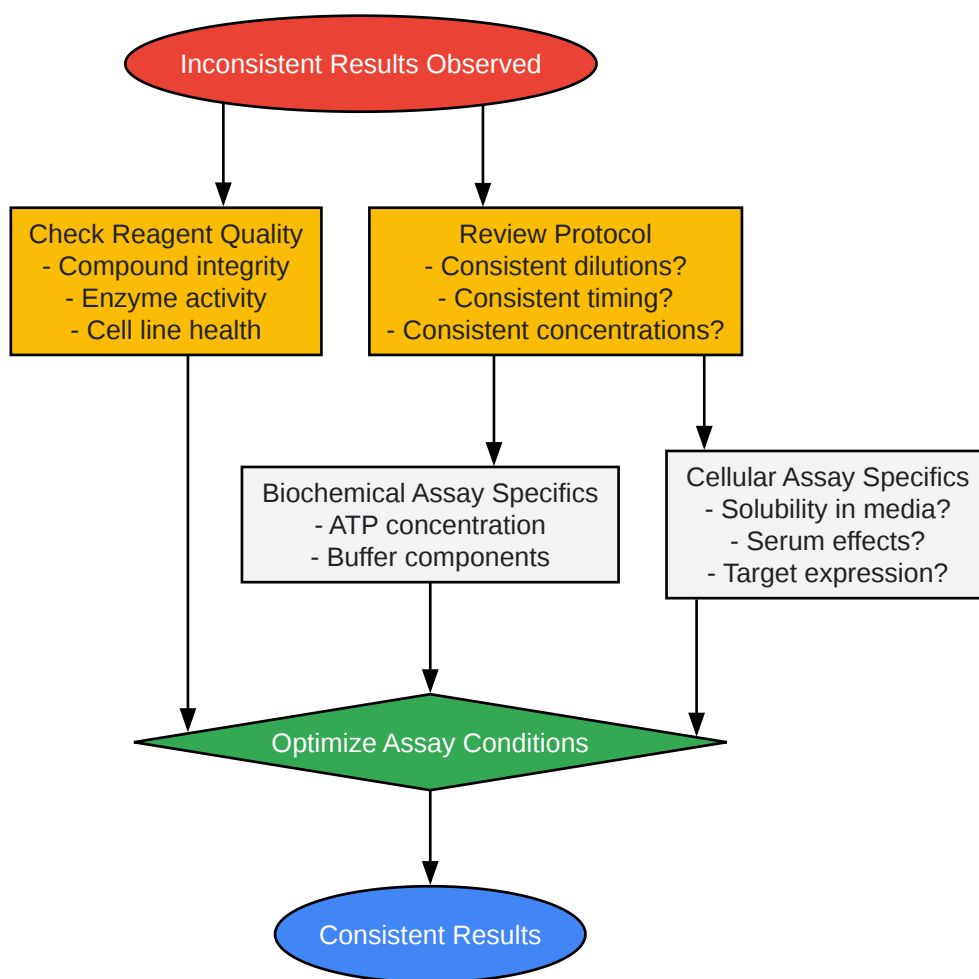 Inconsistent Results Observed
Check Reagent Quality
- Compound integrity
- Enzyme activity
- Cell line health
Review Protocol
- Consistent dilutions?
- Consistent timing?
- Consistent concentrations?
Biochemical Assay Specifics
- ATP concentration
- Buffer components
Cellular Assay Specifics
- Solubility in media?
- Serum effects?
- Target expression?
Optimize Assay Conditions
Consistent Results